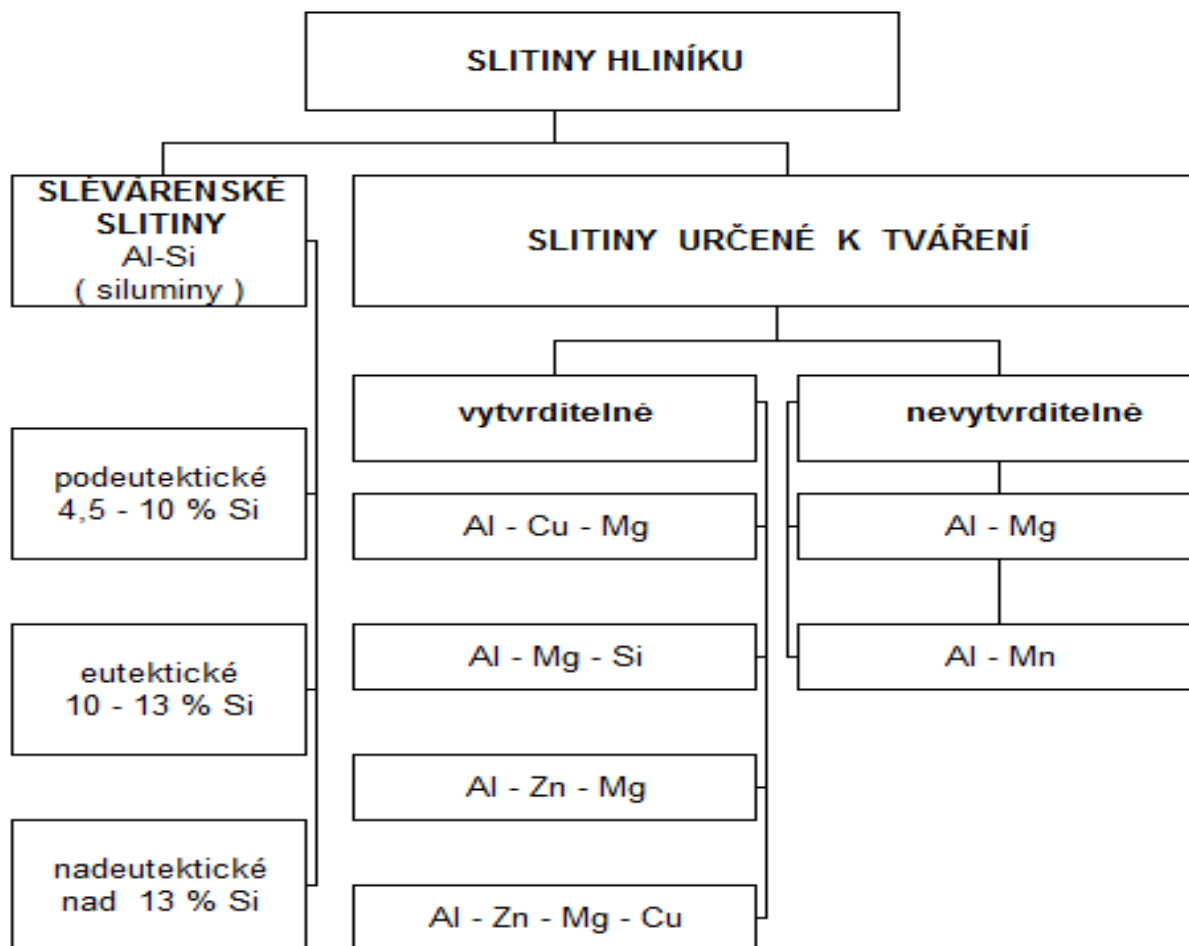 SLITINY HLINÍKU
SLÉVÁRENSKÉ
SLITINY
Al-Si
( siluminy )
SLITINY URČENÉ K TVÁŘENÍ
vytvrditelné
nevytvrditelné
podeutektické
4,5 - 10 % Si
Al - Cu - Mg
Al - Mg
eutektické
10 - 13 % Si
Al - Mg - Si
Al - Mn
Al - Zn - Mg
nadeutektické
nad 13 % Si
Al - Zn - Mg - Cu